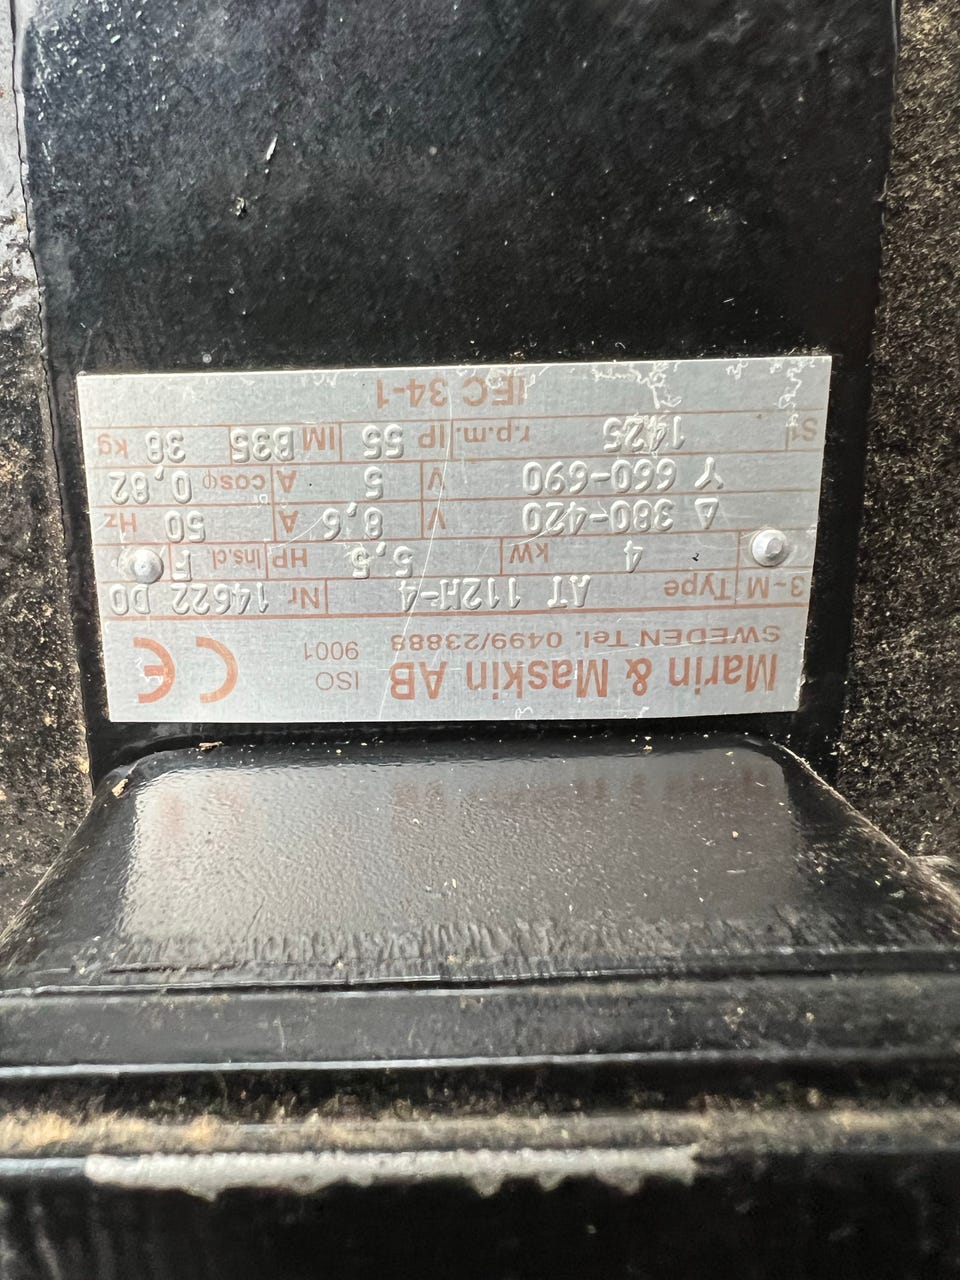 Marin & Maskin AB ISO 9001 CE
SWEDEN Tel. 0499/23888
3~M Type AT 112M-4 Nr 14622 DO
4 kW 5,5 HP Ins.cl. F
Δ 380-420 V 8,6 A 50 Hz
Y 660-690 V 5 A cosφ 0,82
S1 1425 r.p.m. IP 55 IM B35 38 kg
IEC 34-1